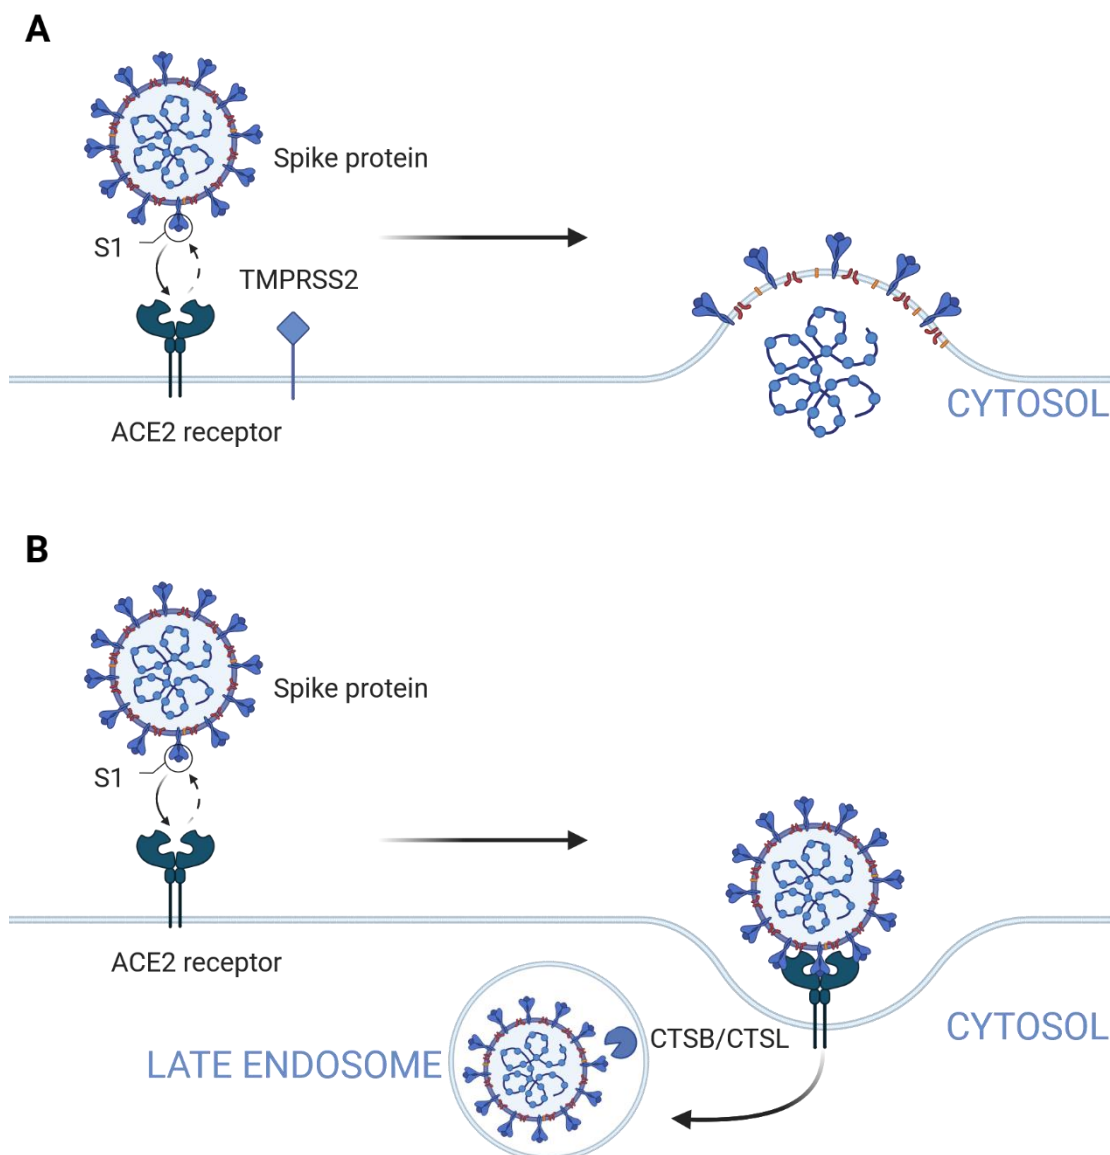 A
Spike protein
S1
TMPRSS2
ACE2 receptor
CYTOSOL
B
Spike protein
S1
ACE2 receptor
CTSB/CTSL
CYTOSOL
LATE ENDOSOME